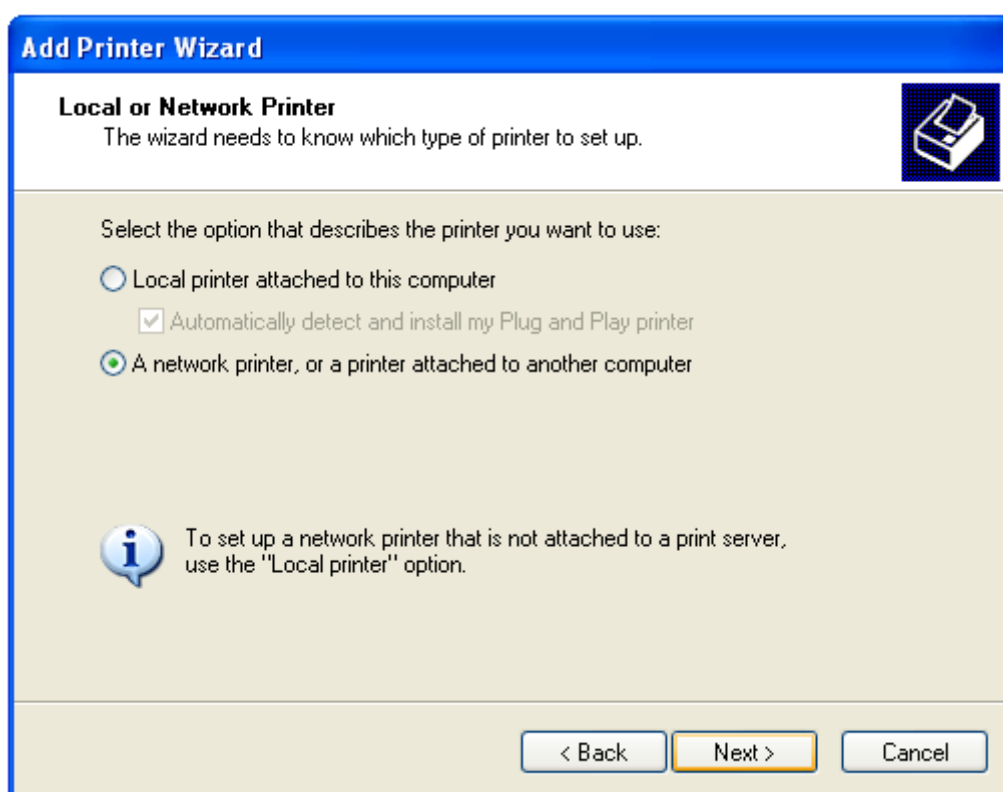 Add Printer Wizard
Local or Network Printer
The wizard needs to know which type of printer to set up.
Select the option that describes the printer you want to use:
Local printer attached to this computer
Automatically detect and install my Plug and Play printer
A network printer, or a printer attached to another computer
To set up a network printer that is not attached to a print server,
use the "Local printer" option.
< Back Next > Cancel